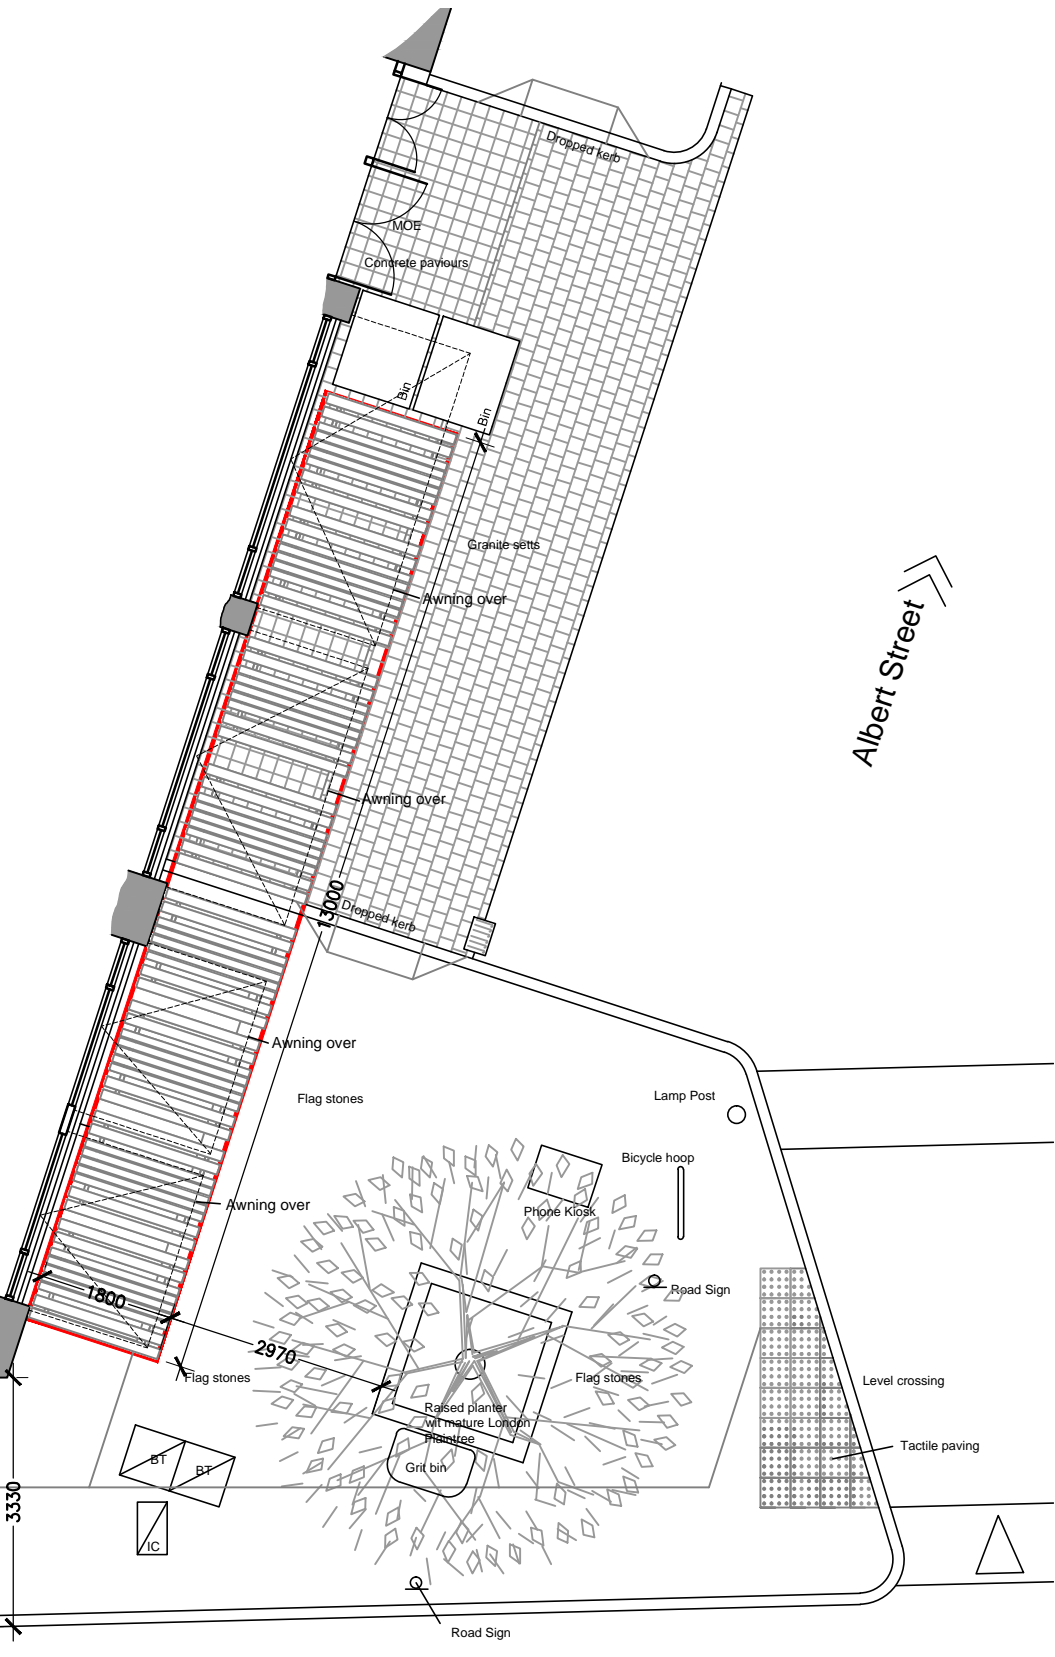 Dropped kerb
MOE
Concrete paviours
Bin
Bin
Granite setts
Awning over
Albert Street
Awning over
13000
Dropped kerb
Awning over
Flag stones
Lamp Post
Bicycle hoop
Phone Kiosk
Awning over
Road Sign
1800
2970
Flag stones
Flag stones
Level crossing
Raised planter
wit mature London
Plaintree
Tactile paving
BT
BT
Grit bin
3330
IC
Road Sign